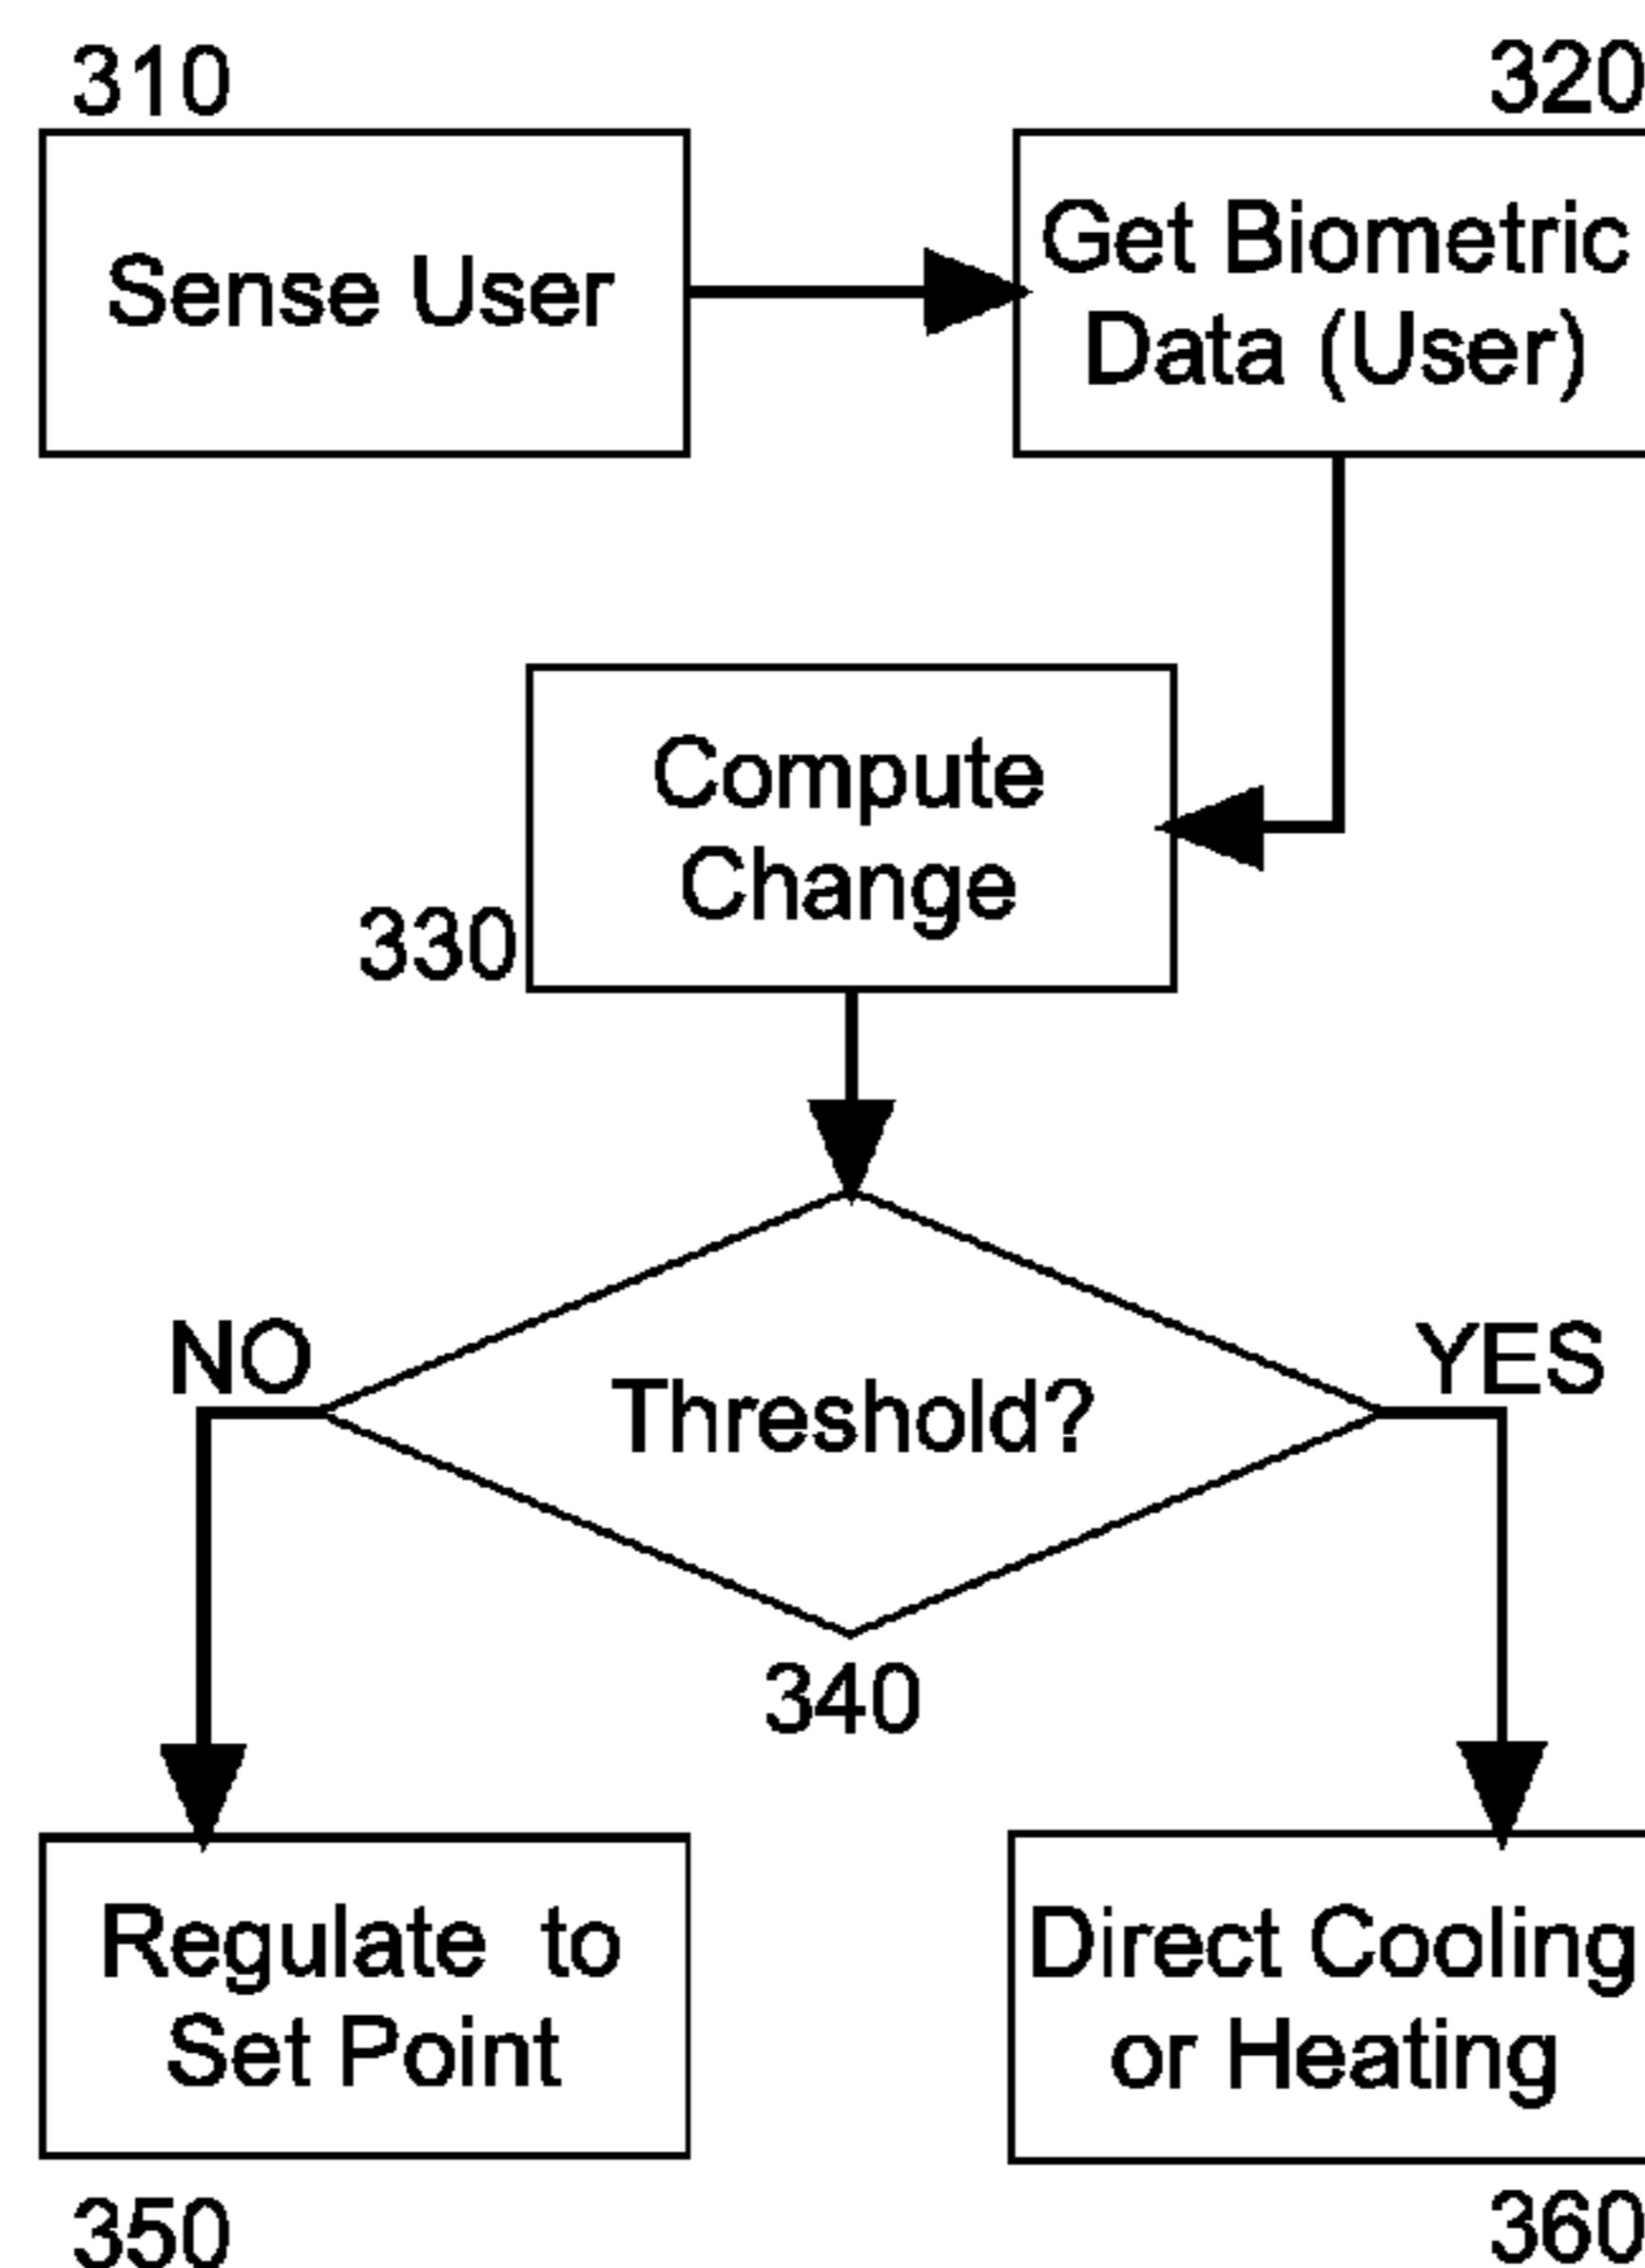 310
320
Sense User
Get Biometric
Data (User)
Compute
Change
330
NO
YES
Threshold?
340
Regulate to
Set Point
Direct Cooling
or Heating
350
360